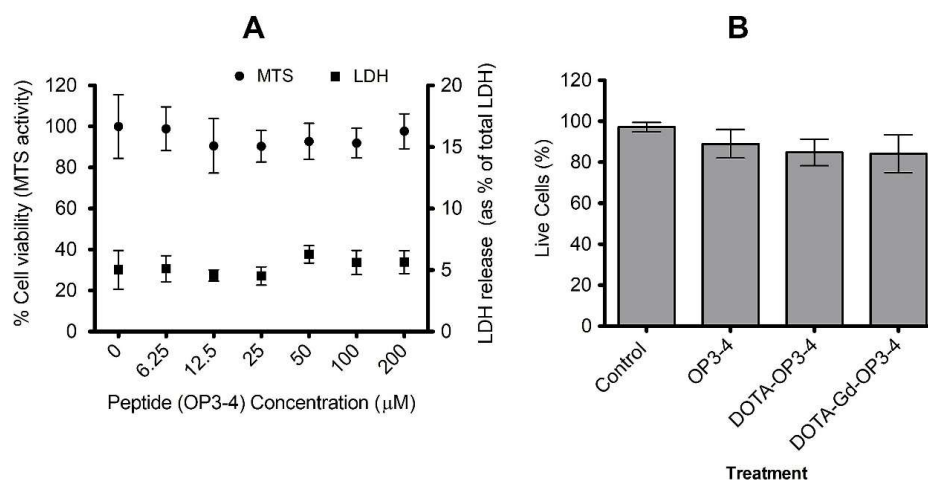 A
MTS LDH
% Cell viability (MTS activity)
120
100
80
60
40
20
0
20
15
10
5
0
LDH release (as % of total LDH)
0 6.25 12.5 25 50 100 200
Peptide (OP3-4) Concentration (μM)
B
Live Cells (%)
120
100
80
60
40
20
0
Control OP3-4 DOTA-OP3-4 DOTA-Gd-OP3-4
Treatment